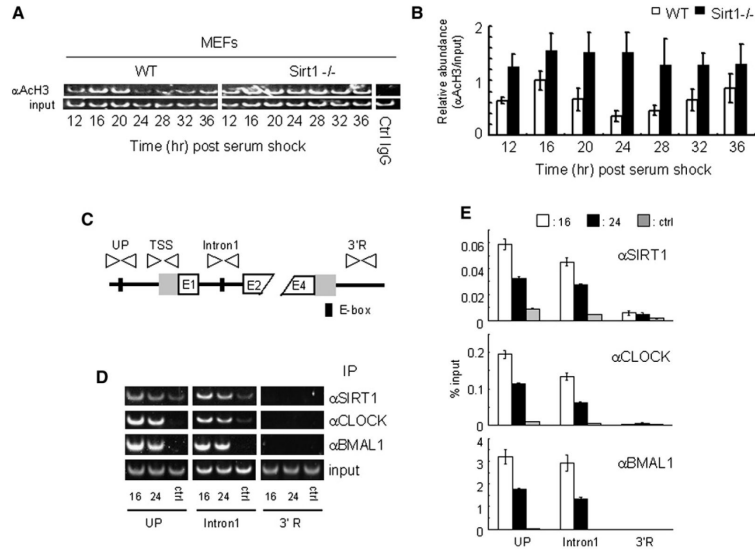 A
MEFs
WT Sirt1 -/-
αAcH3
input
12 16 20 24 28 32 36 12 16 20 24 28 32 36 Ctrl IgG
Time (hr) post serum shock
B
WT Sirt1-/-
Relative abundance
(αAcH3/input)
2
1
0
12 16 20 24 28 32 36
Time (hr) post serum shock
C
UP TSS Intron1 3'R
E1 E2 E4
E-box
D
IP
αSIRT1
αCLOCK
αBMAL1
input
16 24 ctrl 16 24 ctrl 16 24 ctrl
UP Intron1 3' R
E
: 16 : 24 : ctrl
% input
0.06
0.04
0.02
0
αSIRT1
0.2
0.1
0
αCLOCK
4
3
2
1
0
αBMAL1
UP Intron1 3'R